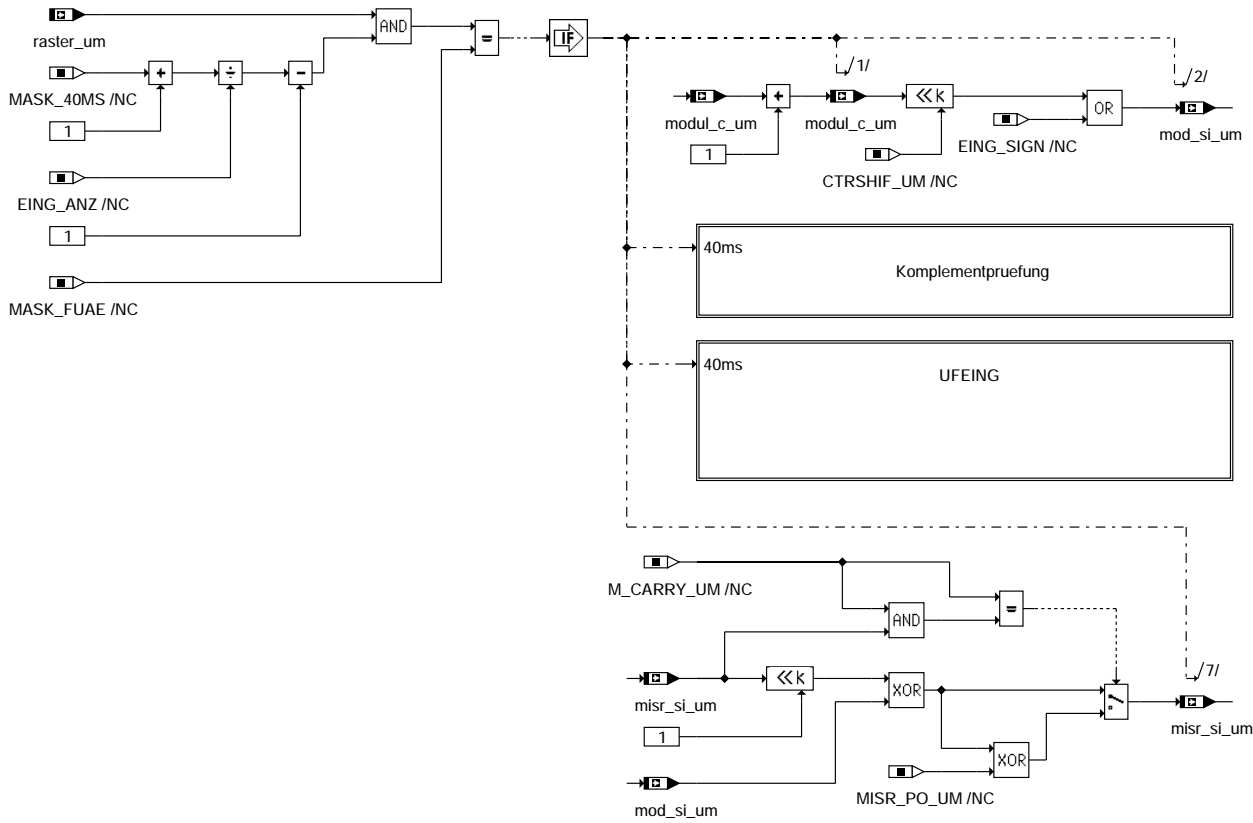 raster_um
AND
=
IF
MASK_40MS /NC
+
÷
-
1
EING_ANZ /NC
1
MASK_FUAE /NC
/1/
/2/
modul_c_um
+
modul_c_um
<<k
OR
mod_si_um
1
EING_SIGN /NC
CTRSHIF_UM /NC
40ms
Komplementpruefung
40ms
UFEING
M_CARRY_UM /NC
AND
=
/7/
misr_si_um
<<k
XOR
misr_si_um
1
XOR
MISR_PO_UM /NC
mod_si_um